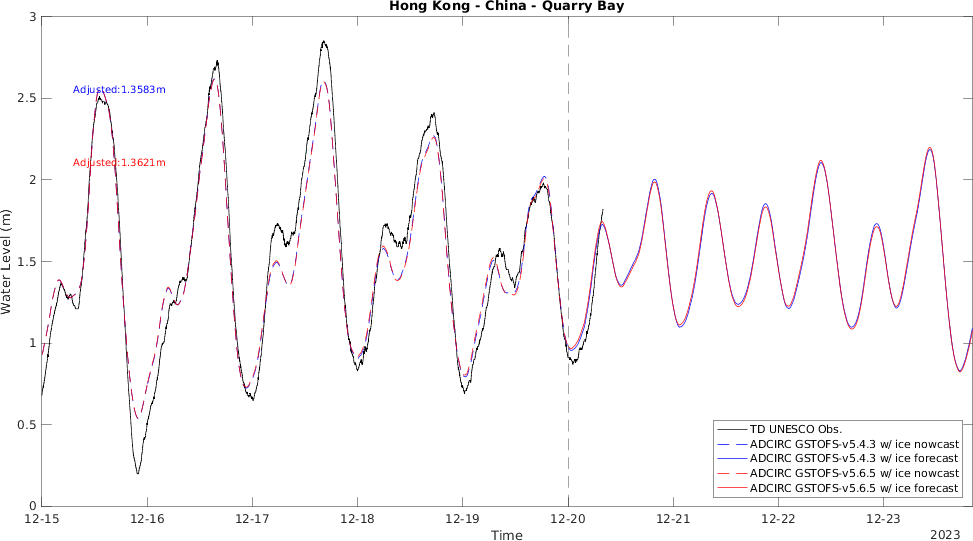 Hong Kong - China - Quarry Bay
3
2.5
2
1.5
1
0.5
0
Water Level (m)
Adjusted:1.3583m
Adjusted:1.3621m
TD UNESCO Obs.
ADCIRC GSTOFS-v5.4.3 w/ ice nowcast
ADCIRC GSTOFS-v5.4.3 w/ ice forecast
ADCIRC GSTOFS-v5.6.5 w/ ice nowcast
ADCIRC GSTOFS-v5.6.5 w/ ice forecast
12-15 12-16 12-17 12-18 12-19 12-20 12-21 12-22 12-23
Time
2023